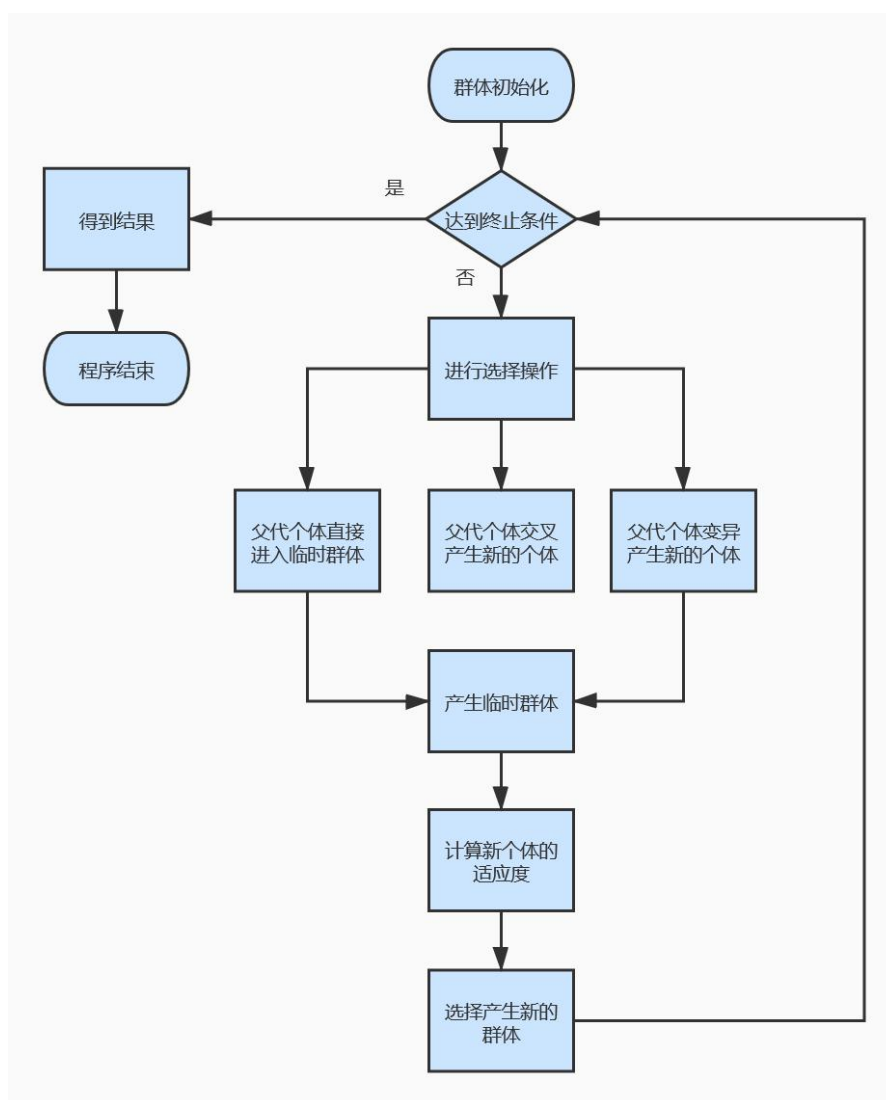 群体初始化
是
得到结果
达到终止条件
否
程序结束
进行选择操作
父代个体直接
进入临时群体
父代个体交叉
产生新的个体
父代个体变异
产生新的个体
产生临时群体
计算新个体的
适应度
选择产生新的
群体